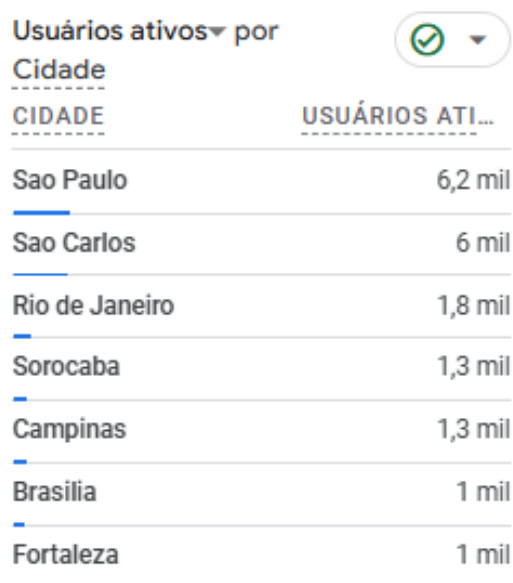 Usuários ativos por
Cidade
CIDADE USUÁRIOS ATI...
Sao Paulo 6,2 mil
Sao Carlos 6 mil
Rio de Janeiro 1,8 mil
Sorocaba 1,3 mil
Campinas 1,3 mil
Brasilia 1 mil
Fortaleza 1 mil